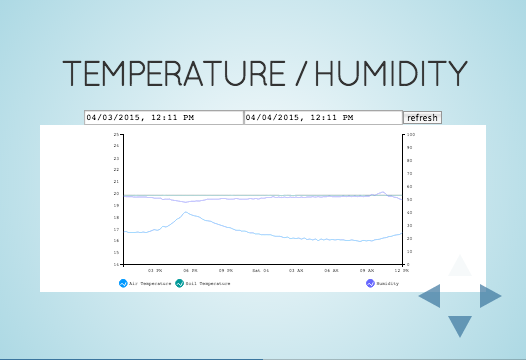 TEMPERATURE / HUMIDITY
04/03/2015, 12:11 PM 04/04/2015, 12:11 PM refresh
25 100
23 90
22 80
21 70
20 60
19 50
18 40
17 30
16 20
15 10
14 0
03 PM 06 PM 09 PM Sat 04 03 AM 06 AM 09 AM 12 PM
Air Temperature Soil Temperature Humidity